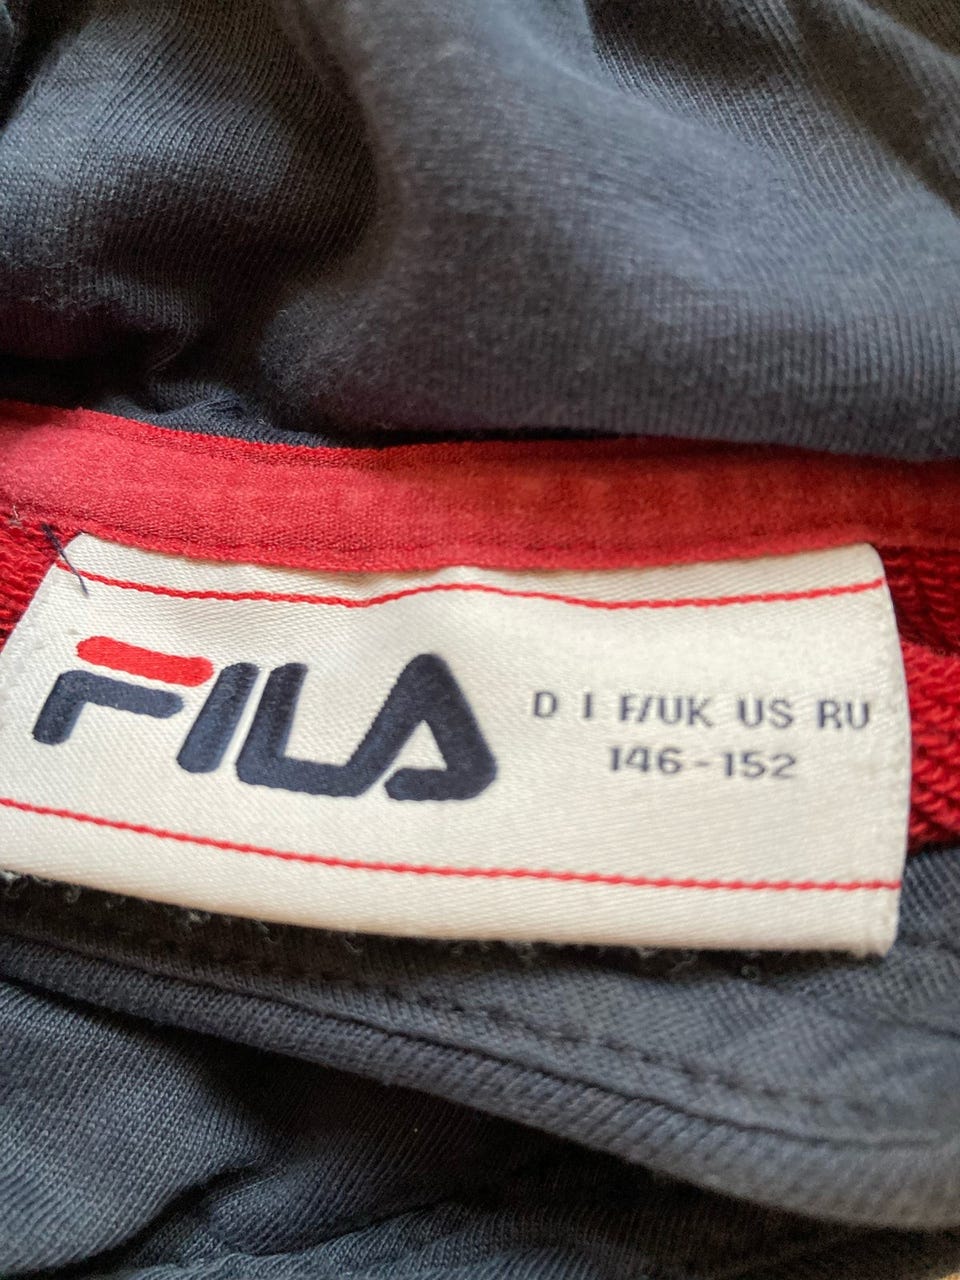 FILA
D I F/UK US RU
146-152